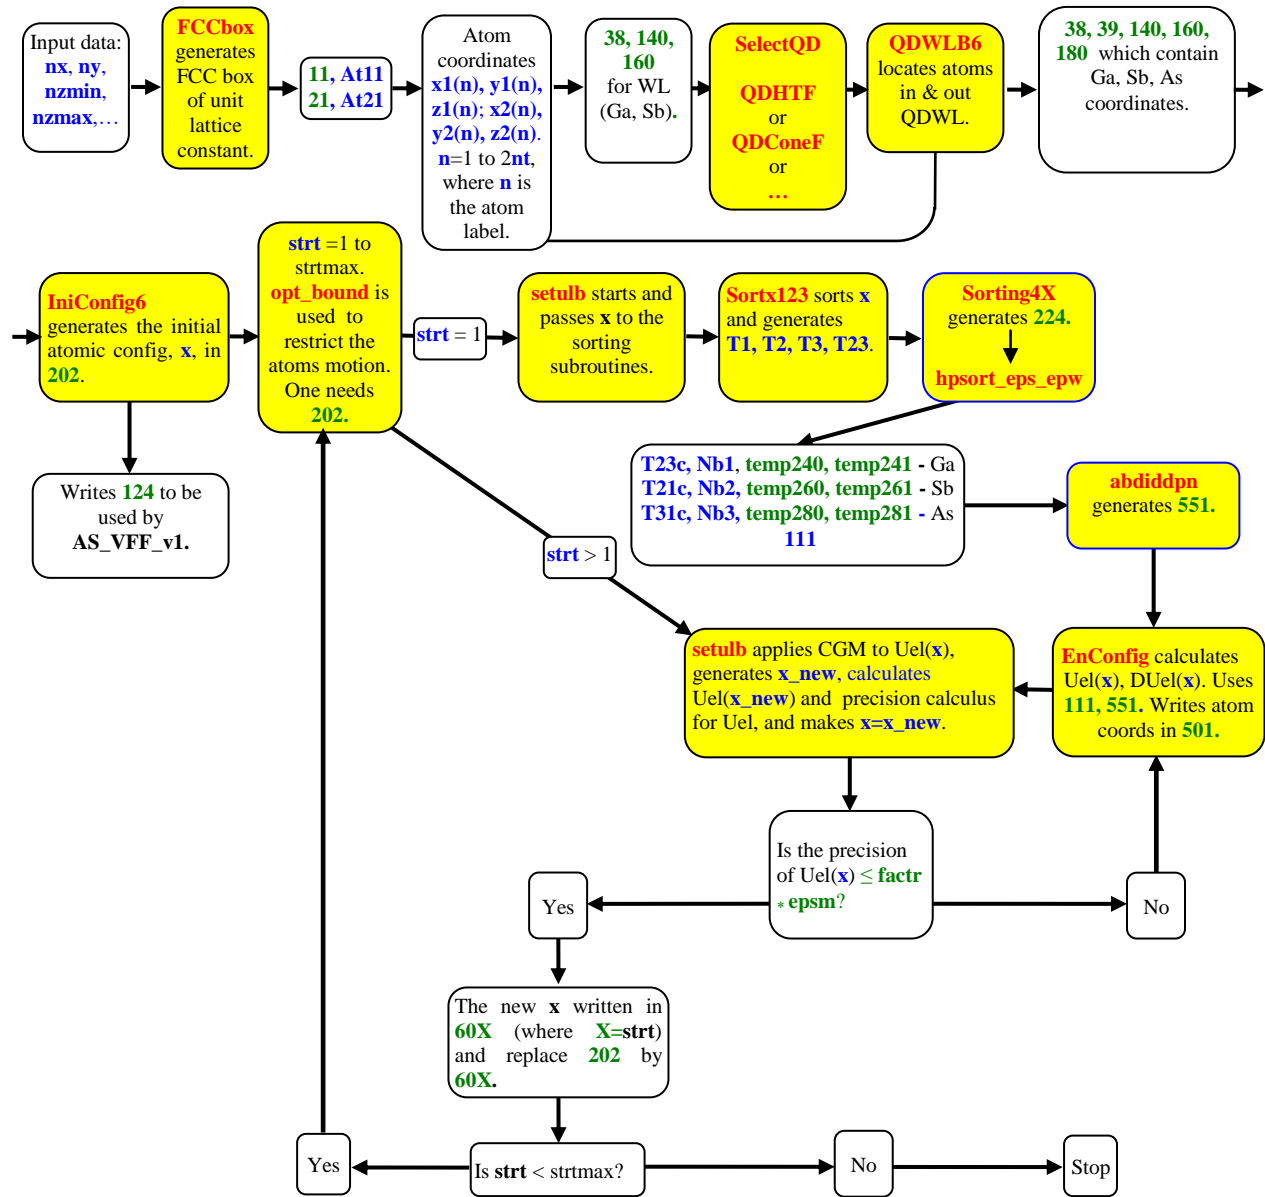 Input data:
nx, ny,
nzmin,
nzmax,...
FCCbox
generates
FCC box
of unit
lattice
constant.
11, At11
21, At21
Atom
coordinates
x1(n), y1(n),
z1(n); x2(n),
y2(n), z2(n).
n=1 to 2nt,
where n is
the atom
label.
38, 140,
160
for WL
(Ga, Sb).
SelectQD
QDHTF
or
QDConeF
or
...
QDWLB6
locates atoms
in & out
QDWL.
38, 39, 140, 160,
180 which contain
Ga, Sb, As
coordinates.
IniConfig6
generates the initial
atomic config, x, in
202.
Writes 124 to be
used by
AS_VFF_v1.
strt =1 to
strtmax.
opt_bound is
used to
restrict the
atoms motion.
One needs
202.
strt = 1
setulb starts and
passes x to the
sorting
subroutines.
Sortx123 sorts x
and generates
T1, T2, T3, T23.
Sorting4X
generates 224.
hpsort_eps_epw
T23c, Nb1, temp240, temp241 - Ga
T21c, Nb2, temp260, temp261 - Sb
T31c, Nb3, temp280, temp281 - As
111
abdiddpn
generates 551.
strt > 1
setulb applies CGM to Uel(x),
generates x_new, calculates
Uel(x_new) and precision calculus
for Uel, and makes x=x_new.
EnConfig calculates
Uel(x), DUel(x). Uses
111, 551. Writes atom
coords in 501.
Is the precision
of Uel(x) ≤ factr
* epsm?
Yes
No
The new x written in
60X (where X=strt)
and replace 202 by
60X.
Yes
Is strt < strtmax?
No
Stop